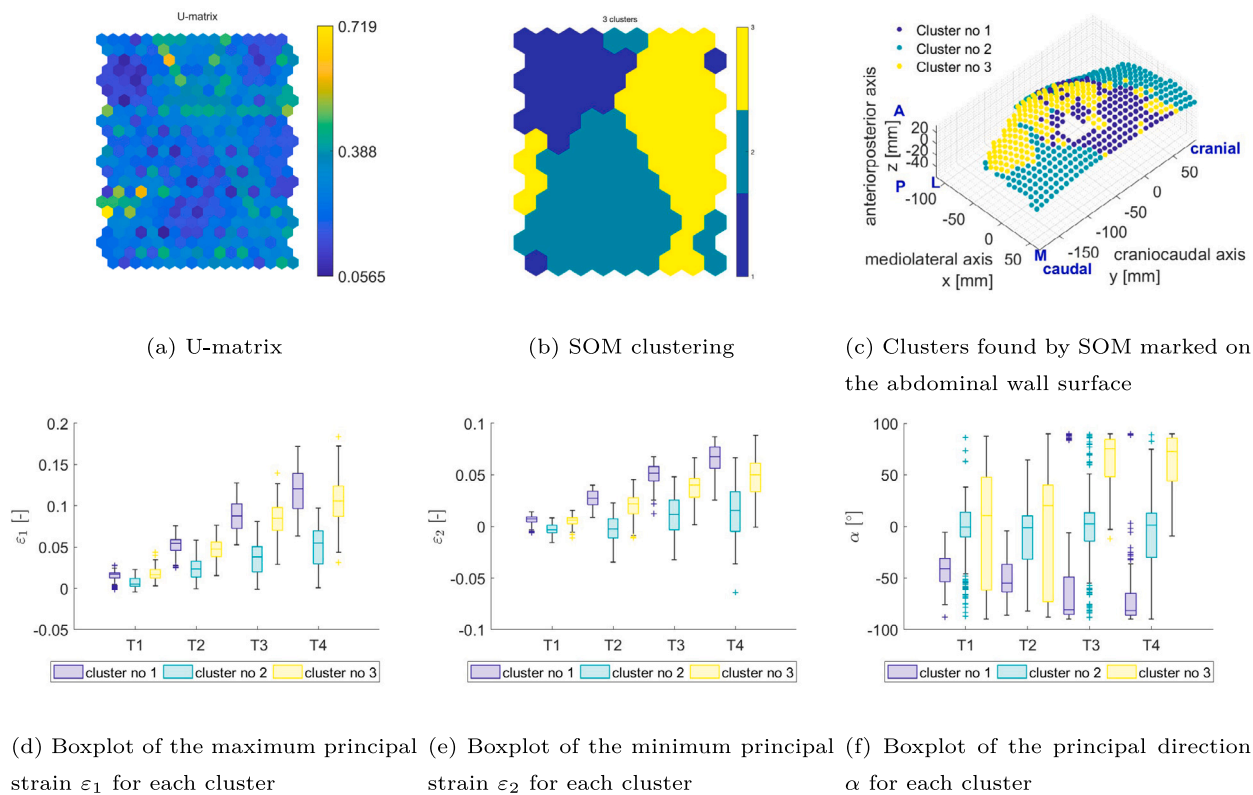 U-matrix
0.719
0.388
0.0565
3 clusters
3
2
1
Cluster no 1
Cluster no 2
Cluster no 3
anteriorposterior axis
z [mm]
A
P
L
20
0
-20
-40
cranial
-100
-50
0
50
mediolateral axis
x [mm]
M
caudal
-150
-100
-50
0
50
craniocaudal axis
y [mm]
(a) U-matrix
(b) SOM clustering
(c) Clusters found by SOM marked on
the abdominal wall surface
0.2
0.15
0.1
0.05
0
-0.05
ε1 [-]
T1 T2 T3 T4
cluster no 1 cluster no 2 cluster no 3
0.1
0.05
0
-0.05
-0.1
ε2 [-]
T1 T2 T3 T4
cluster no 1 cluster no 2 cluster no 3
100
50
0
-50
-100
α [°]
T1 T2 T3 T4
cluster no 1 cluster no 2 cluster no 3
(d) Boxplot of the maximum principal
strain ε1 for each cluster
(e) Boxplot of the minimum principal
strain ε2 for each cluster
(f) Boxplot of the principal direction
α for each cluster